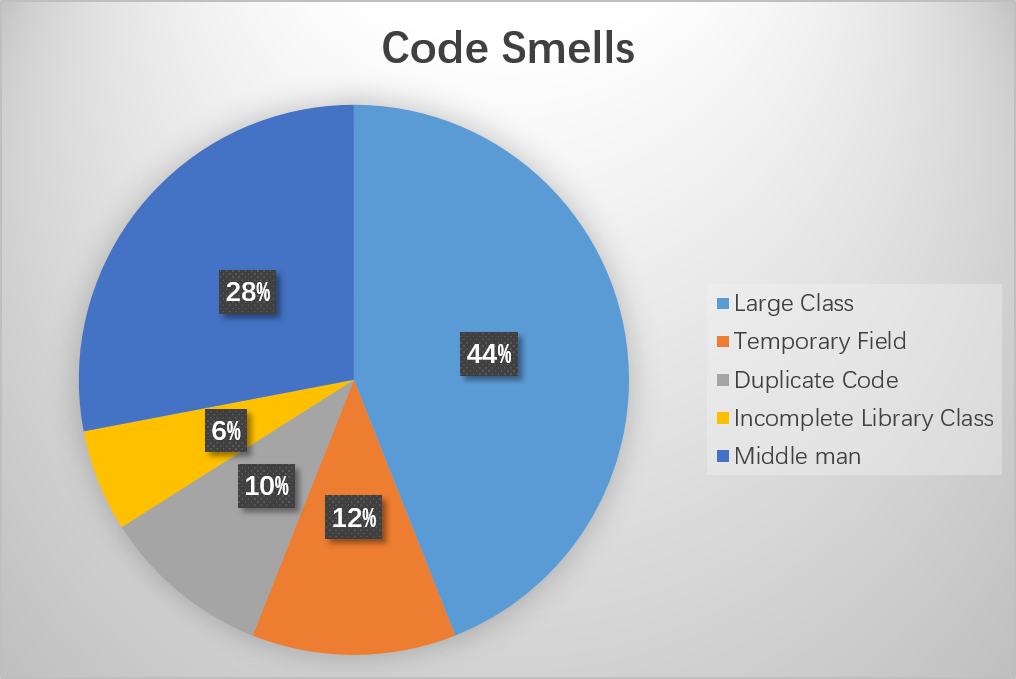 Code Smells
28%
44%
6%
10%
12%
Large Class
Temporary Field
Duplicate Code
Incomplete Library Class
Middle man